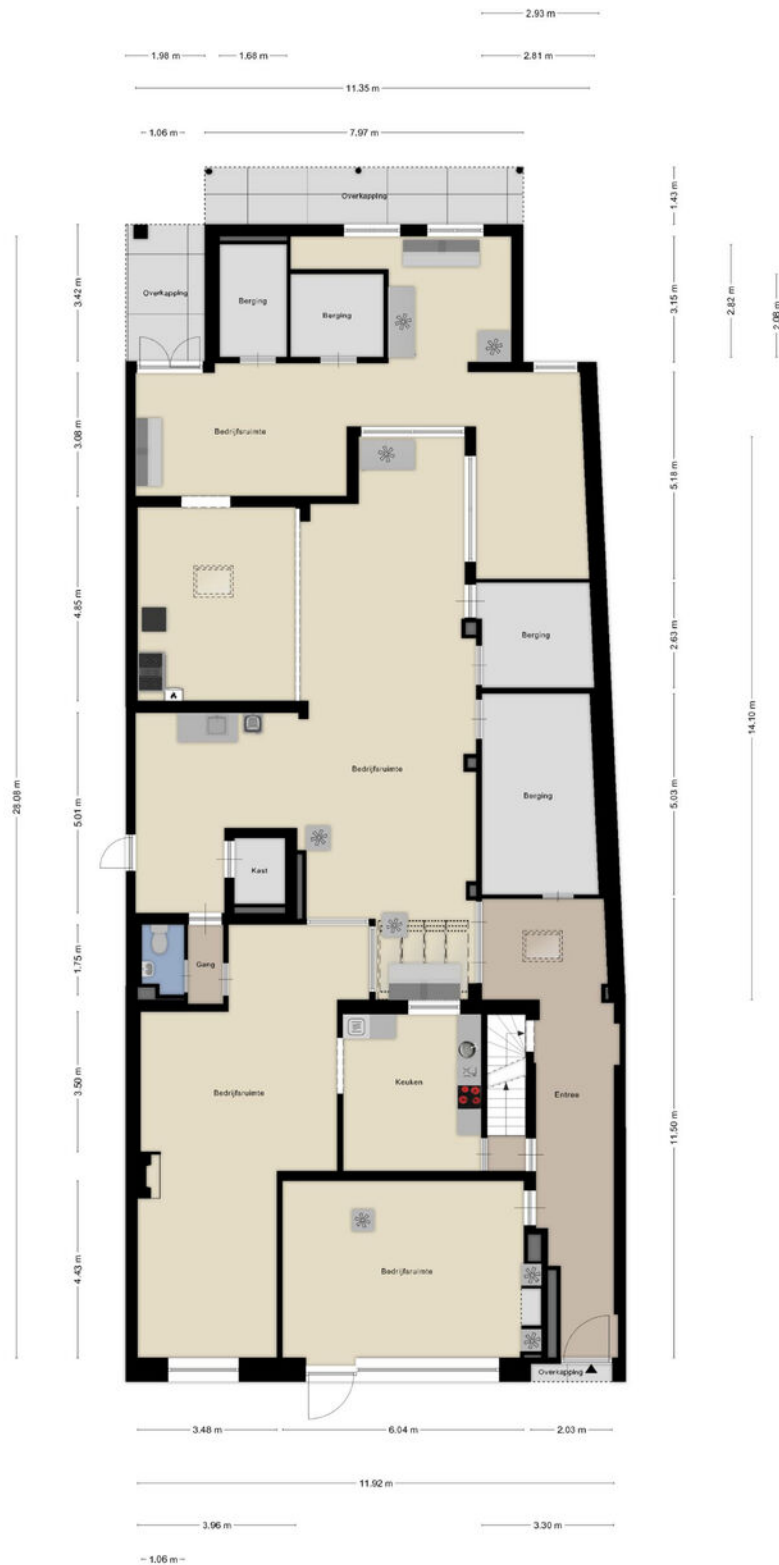 2.93 m
1.98 m
1.68 m
2.81 m
11.35 m
1.06 m
7.97 m
Overkapping
1.43 m
Overkapping
Berging
Berging
3.42 m
3.15 m
2.82 m
2.08 m
Bedrijfsruimte
3.08 m
5.18 m
4.85 m
Berging
2.63 m
14.10 m
28.08 m
Bedrijfsruimte
Berging
5.01 m
5.03 m
Kast
Gang
1.75 m
Keuken
Bedrijfsruimte
Entree
3.50 m
11.50 m
Bedrijfsruimte
4.43 m
Overkapping
3.48 m
6.04 m
2.03 m
11.92 m
3.96 m
3.30 m
1.06 m